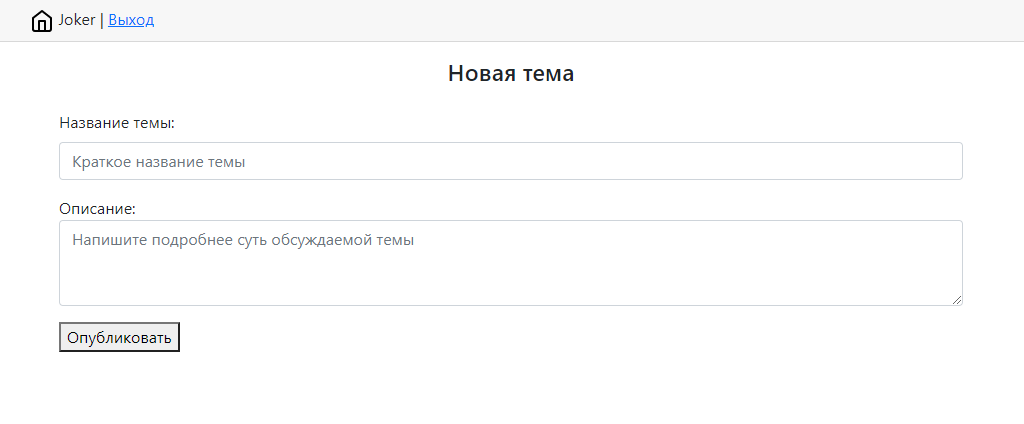 Joker | Выход
Новая тема
Название темы:
Краткое название темы
Описание:
Напишите подробнее суть обсуждаемой темы
Опубликовать